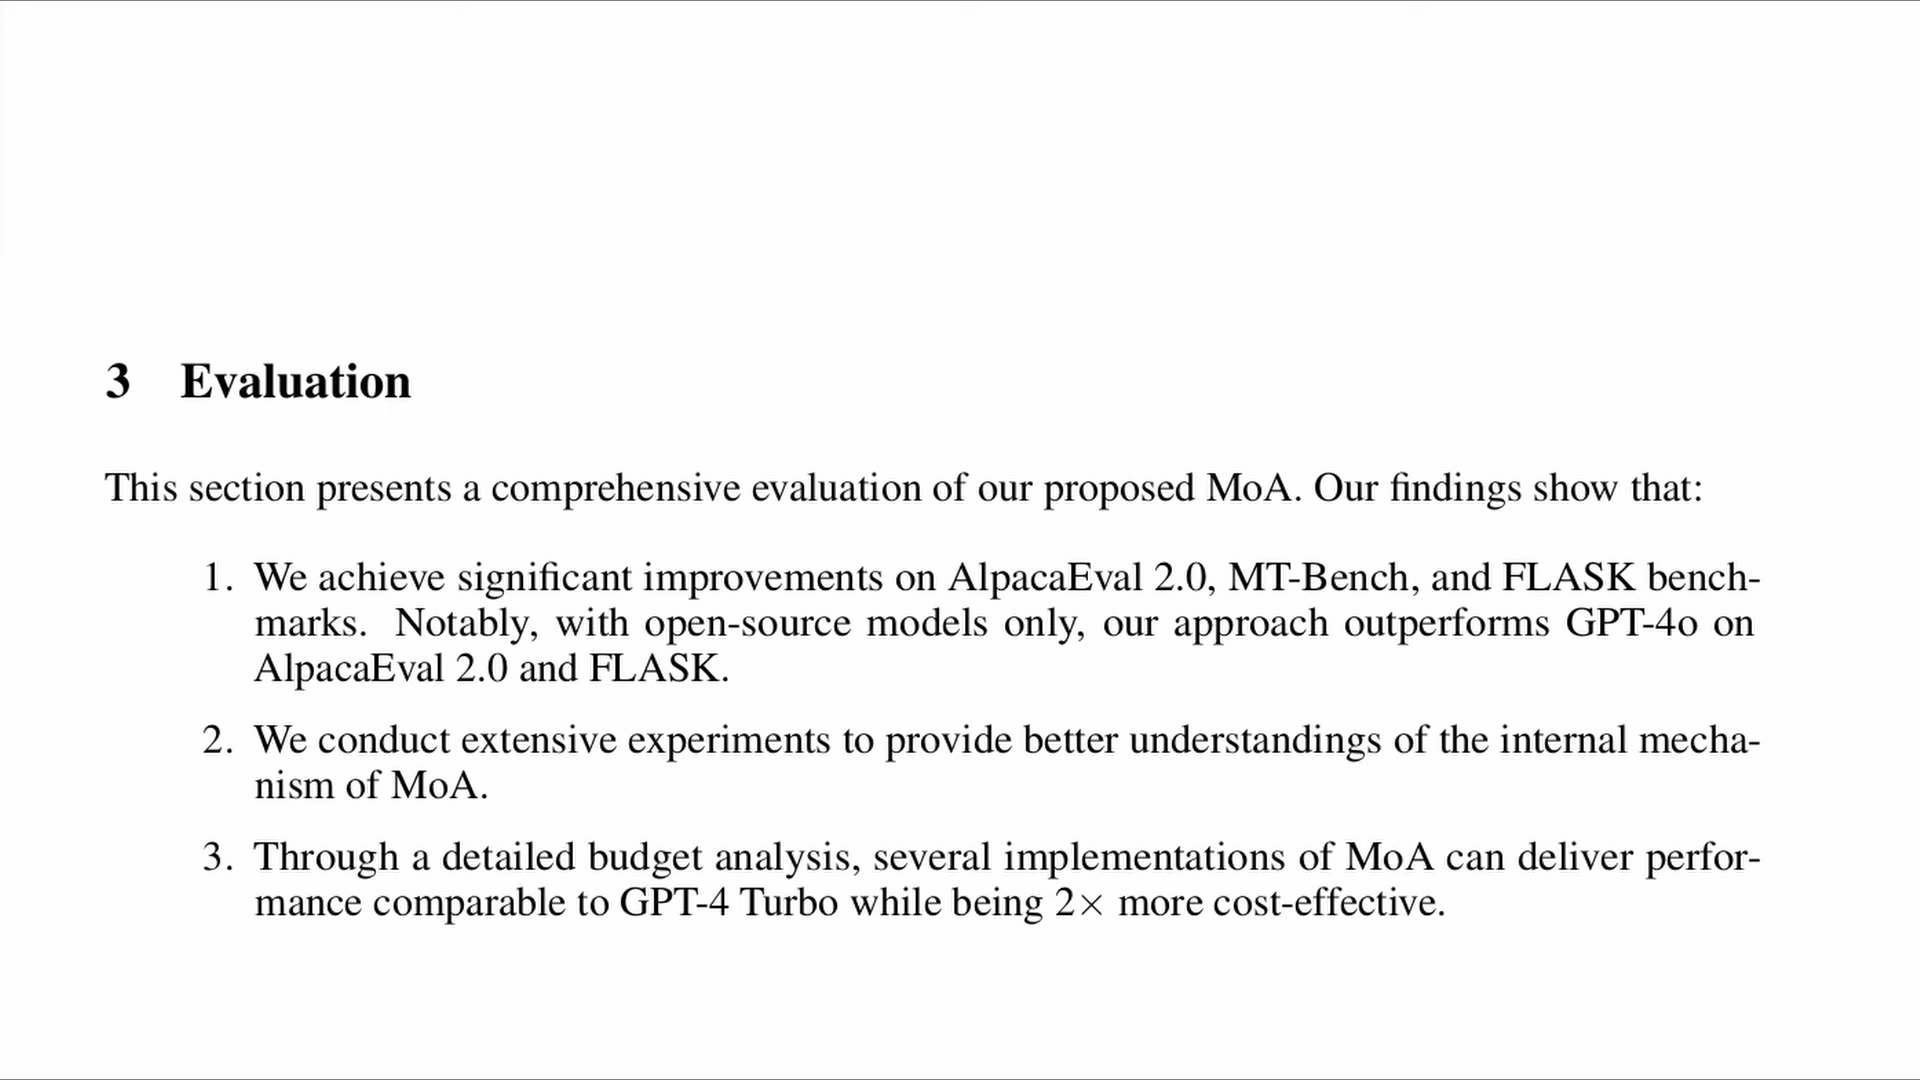 3 Evaluation
This section presents a comprehensive evaluation of our proposed MoA. Our findings show that:
1. We achieve significant improvements on AlpacaEval 2.0, MT-Bench, and FLASK bench-
marks. Notably, with open-source models only, our approach outperforms GPT-4o on
AlpacaEval 2.0 and FLASK.
2. We conduct extensive experiments to provide better understandings of the internal mecha-
nism of MoA.
3. Through a detailed budget analysis, several implementations of MoA can deliver perfor-
mance comparable to GPT-4 Turbo while being 2× more cost-effective.